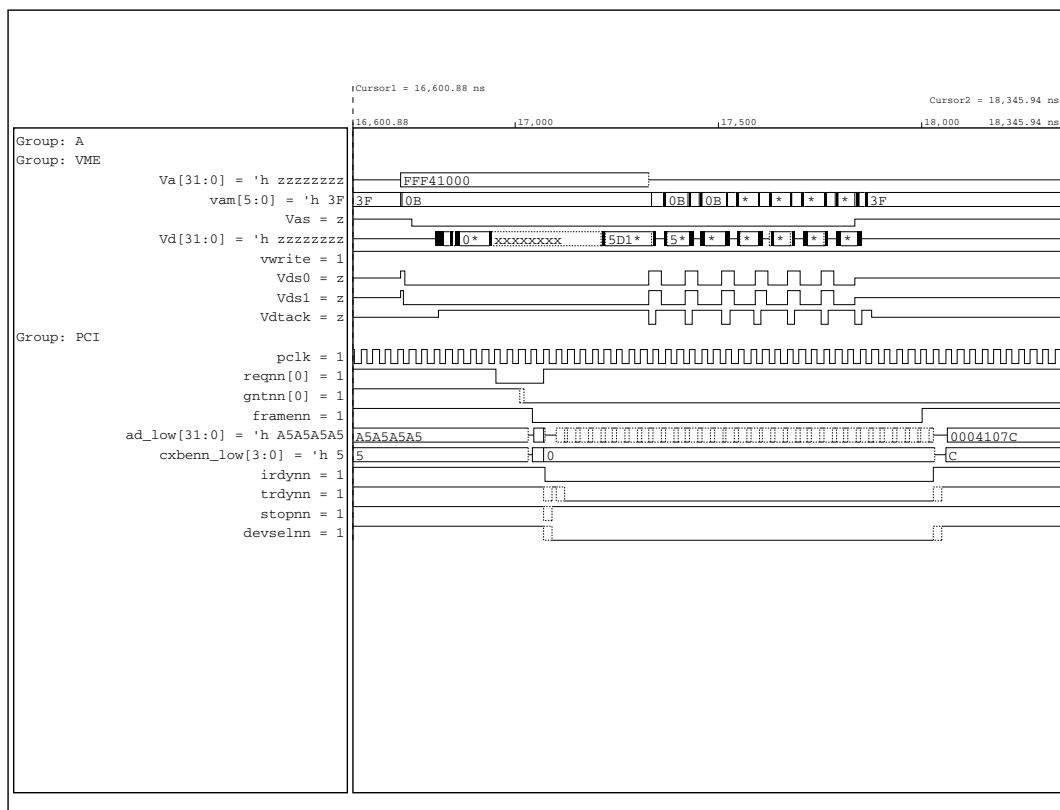 Cursor1 = 16,600.88 ns
Cursor2 = 18,345.94 ns
16,600.88 17,000 17,500 18,000 18,345.94 ns
Group: A
Group: VME
Va[31:0] = 'h zzzzzzzz FFF41000
vam[5:0] = 'h 3F 3F 0B 0B 0B * * * * 3F
Vas = z
Vd[31:0] = 'h zzzzzzzz 0* xxxxxxxx 5D1* 5* * * * * *
vwrite = 1
Vds0 = z
Vds1 = z
Vdtack = z
Group: PCI
pclk = 1
reqnn[0] = 1
gntnn[0] = 1
framenn = 1
ad_low[31:0] = 'h A5A5A5A5 A5A5A5A5 0004107C
cxbenn_low[3:0] = 'h 5 5 0 C
irdynn = 1
trdynn = 1
stopnn = 1
devselnn = 1